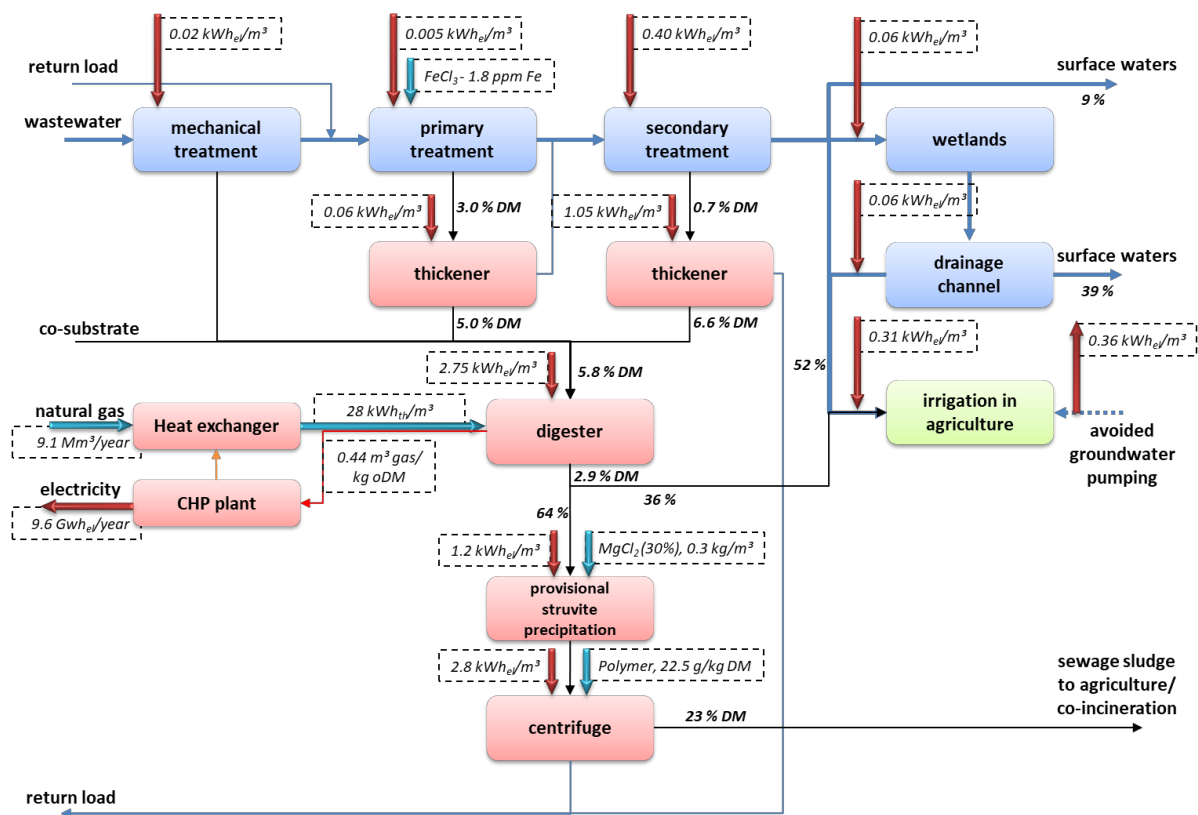 0.02 kWhel/m³
0.005 kWhel/m³
0.40 kWhel/m³
0.06 kWhel/m³
return load
FeCl3- 1.8 ppm Fe
surface waters
9 %
wastewater
mechanical
treatment
primary
treatment
secondary
treatment
wetlands
0.06 kWhel/m³
3.0 % DM
1.05 kWhel/m³
0.7 % DM
0.06 kWhel/m³
thickener
thickener
drainage
channel
surface waters
39 %
co-substrate
5.0 % DM
6.6 % DM
0.31 kWhel/m³
0.36 kWhel/m³
2.75 kWhel/m³
5.8 % DM
52 %
natural gas
9.1 Mm³/year
Heat exchanger
28 kWhth/m³
digester
irrigation in
agriculture
avoided
groundwater
pumping
0.44 m³ gas/
kg oDM
electricity
9.6 Gwhel/year
CHP plant
2.9 % DM
36 %
64 %
1.2 kWhel/m³
MgCl2(30%), 0.3 kg/m³
provisional
struvite
precipitation
2.8 kWhel/m³
Polymer, 22.5 g/kg DM
centrifuge
23 % DM
sewage sludge
to agriculture/
co-incineration
return load